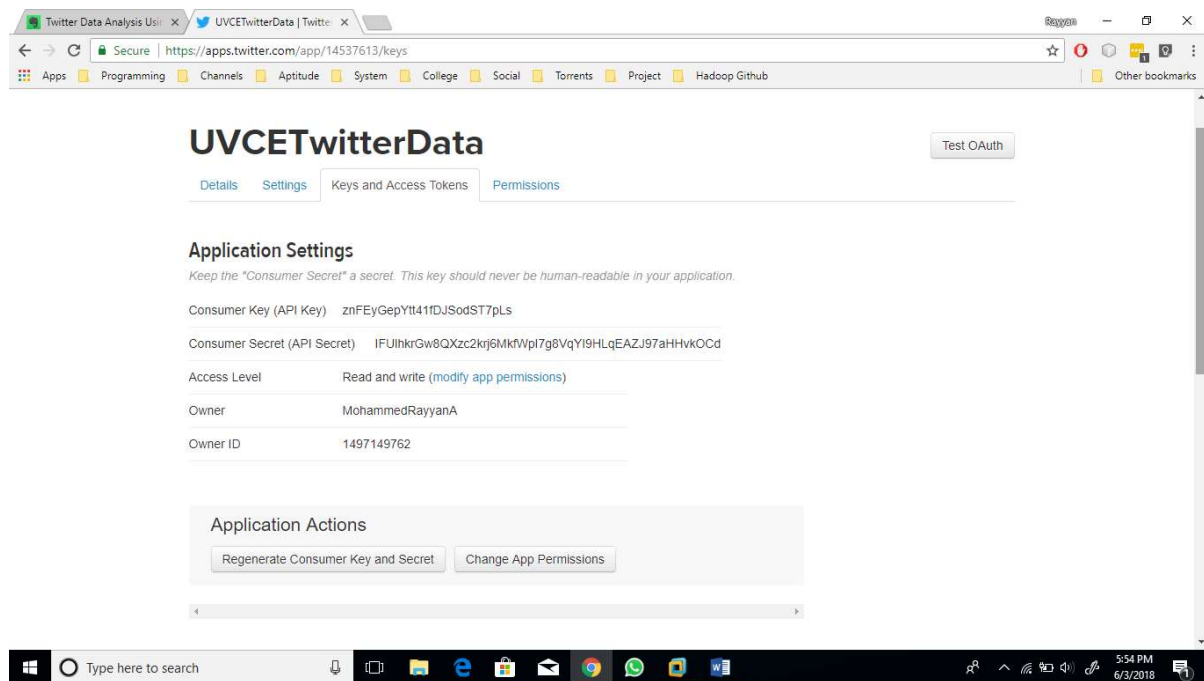 Twitter Data Analysis Usi
UVCETwitterData | Twitte
Rayyan
Secure
https://apps.twitter.com/app/14537613/keys
1
Apps
Programming
Channels
Aptitude
System
College
Social
Torrents
Project
Hadoop Github
Other bookmarks
UVCETwitterData
Test OAuth
Details
Settings
Keys and Access Tokens
Permissions
Application Settings
Keep the "Consumer Secret" a secret. This key should never be human-readable in your application.
Consumer Key (API Key) znFEyGepYtt41fDJSodST7pLs
Consumer Secret (API Secret)
Access Level Read and write (modify app permissions)
Owner MohammedRayyanA
Owner ID 1497149762
Application Actions
Regenerate Consumer Key and Secret
Change App Permissions
Type here to search
5:54 PM
6/3/2018